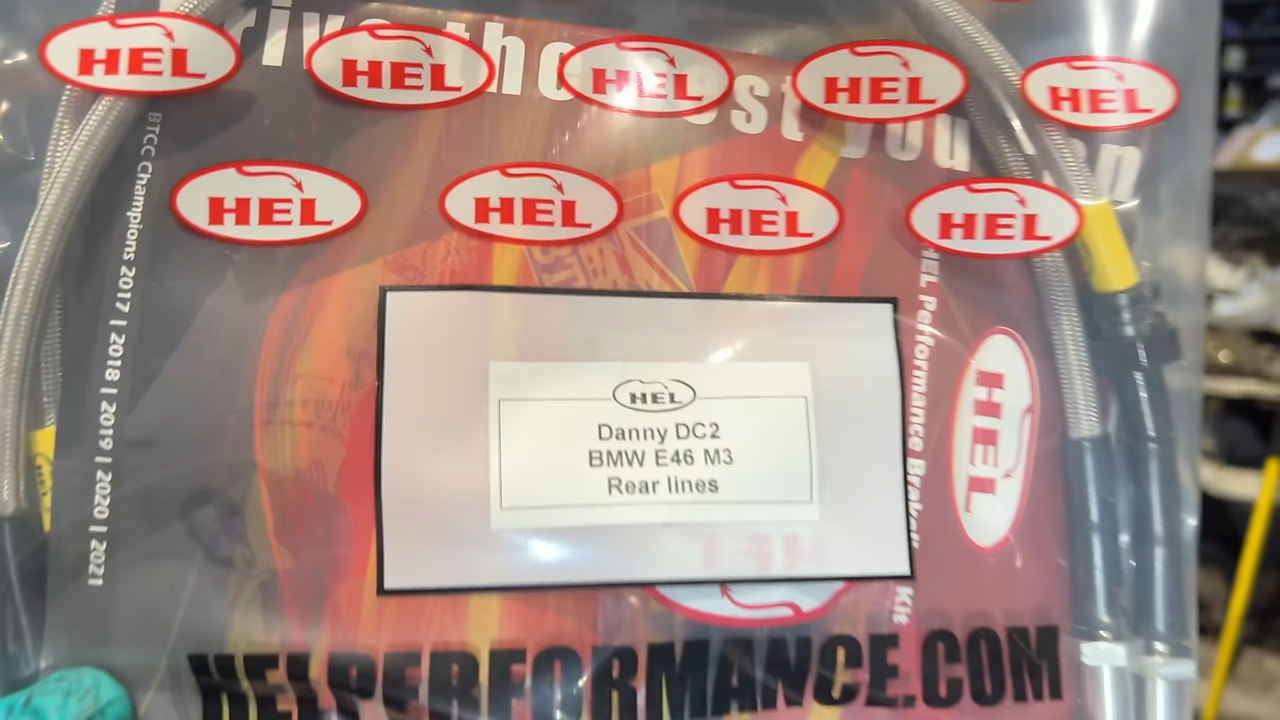 HEL HEL HEL HEL HEL
HEL HEL HEL HEL
BTCC Champions 2017 | 2018 | 2019 | 2020 | 2021
HEL Performance Brake Kit
HEL
HEL
Danny DC2
BMW E46 M3
Rear lines
HELPERFORMANCE.COM